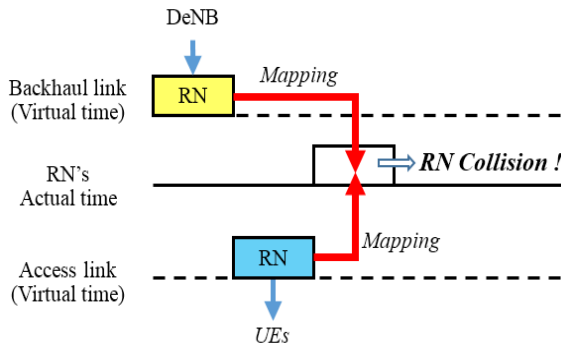 DeNB
Mapping
Backhaul link
(Virtual time)
RN
RN's
Actual time
RN Collision !
Mapping
Access link
(Virtual time)
RN
UEs